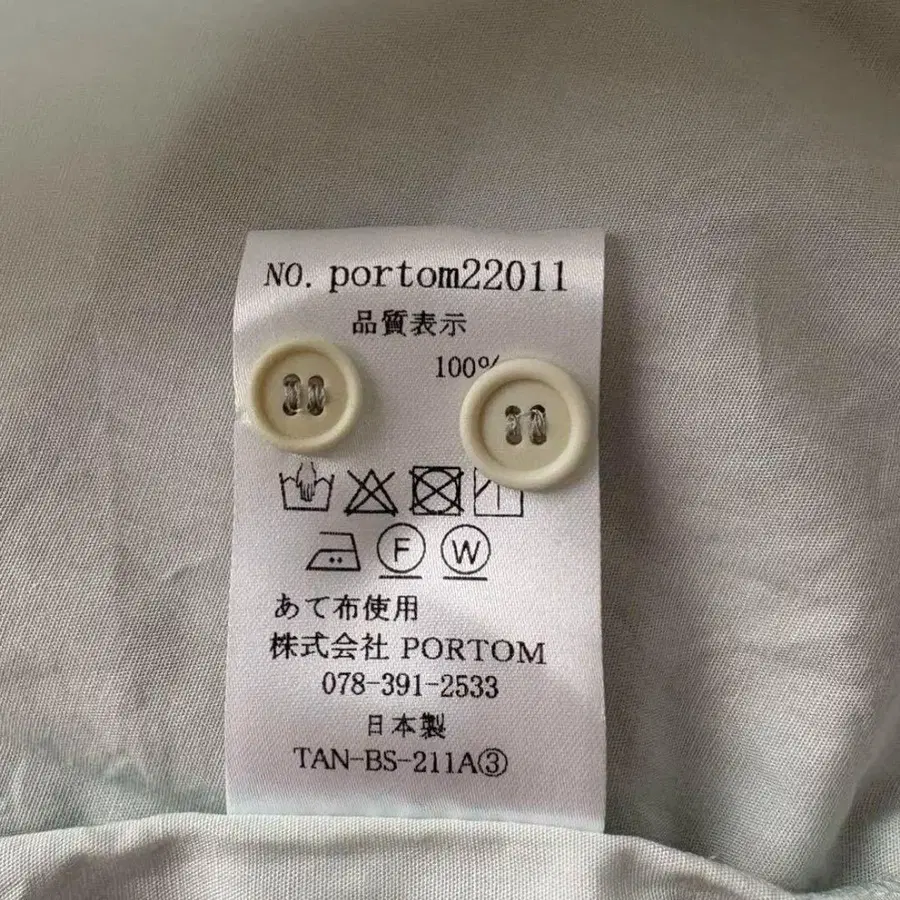 NO. portom22011
品質表示
100%
F W
あて布使用
株式会社 PORTOM
078-391-2533
日本製
TAN-BS-211A③